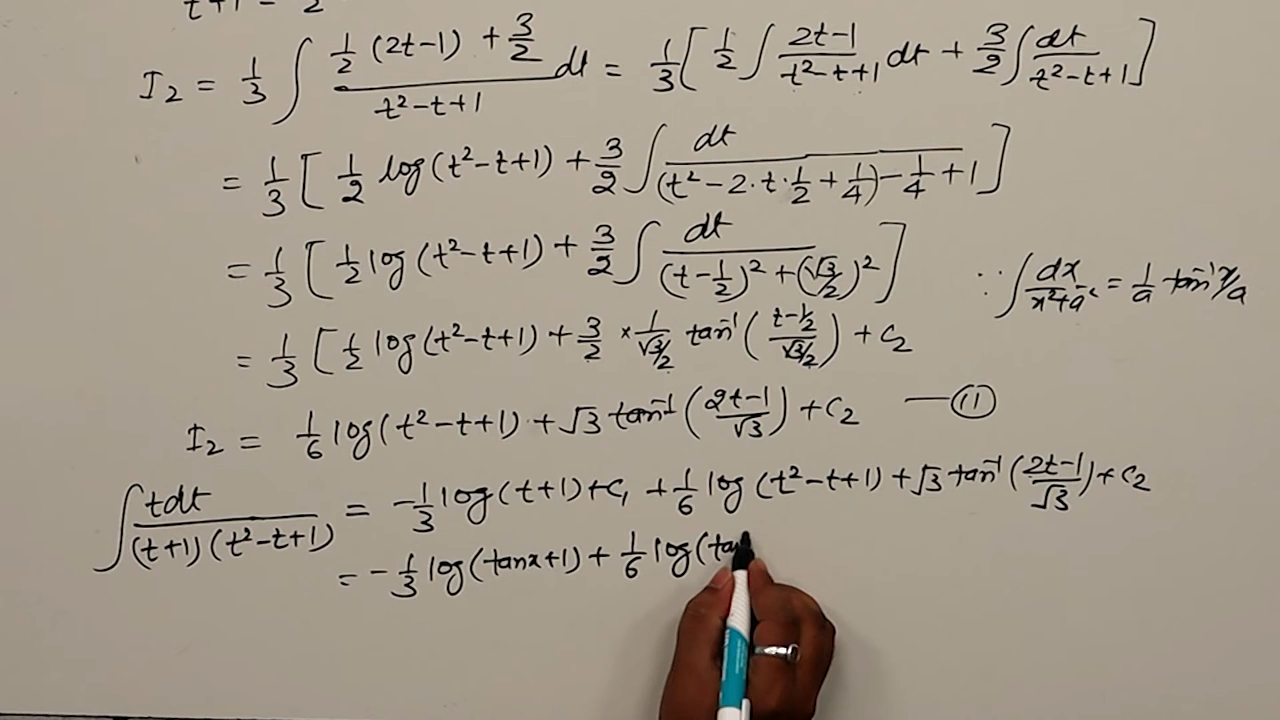 t+1 = 2
I₂ = 1/3 ∫ (1/2 (2t-1) + 3/2)/(t²-t+1) dt = 1/3 [ 1/2 ∫ (2t-1)/(t²-t+1) dt + 3/2 ∫ dt/(t²-t+1) ]
= 1/3 [ 1/2 log(t²-t+1) + 3/2 ∫ dt/((t²-2·t·1/2+1/4)-1/4+1) ]
= 1/3 [ 1/2 log(t²-t+1) + 3/2 ∫ dt/((t-1/2)²+(√3/2)²) ] ∵ ∫ dx/(x²+a²) = 1/a tan⁻¹ x/a
= 1/3 [ 1/2 log(t²-t+1) + 3/2 × 1/(√3/2) tan⁻¹ ((t-1/2)/(√3/2)) + C₂
I₂ = 1/6 log(t²-t+1) + √3 tan⁻¹ ((2t-1)/√3) + C₂ — (11)
∫ tdt/((t+1)(t²-t+1)) = -1/3 log(t+1) + C₁ + 1/6 log(t²-t+1) + √3 tan⁻¹ ((2t-1)/√3) + C₂
= -1/3 log(tanx+1) + 1/6 log(tan